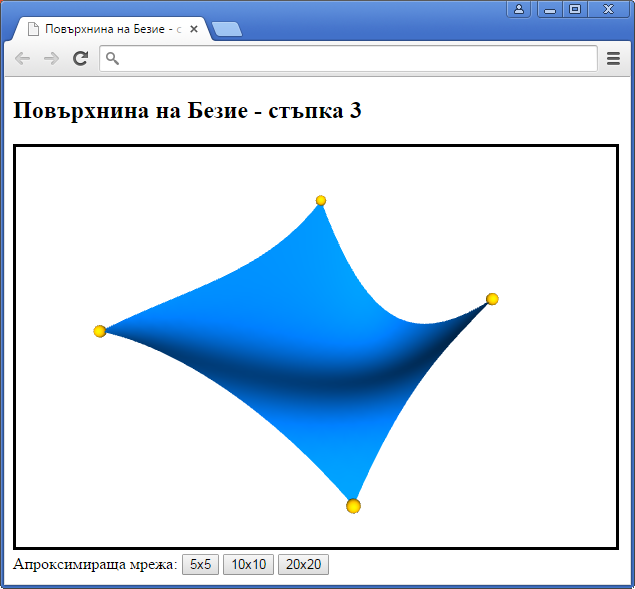 Повърхнина на Безие - с
Повърхнина на Безие - стъпка 3
Апроксимираща мрежа: 5x5 10x10 20x20